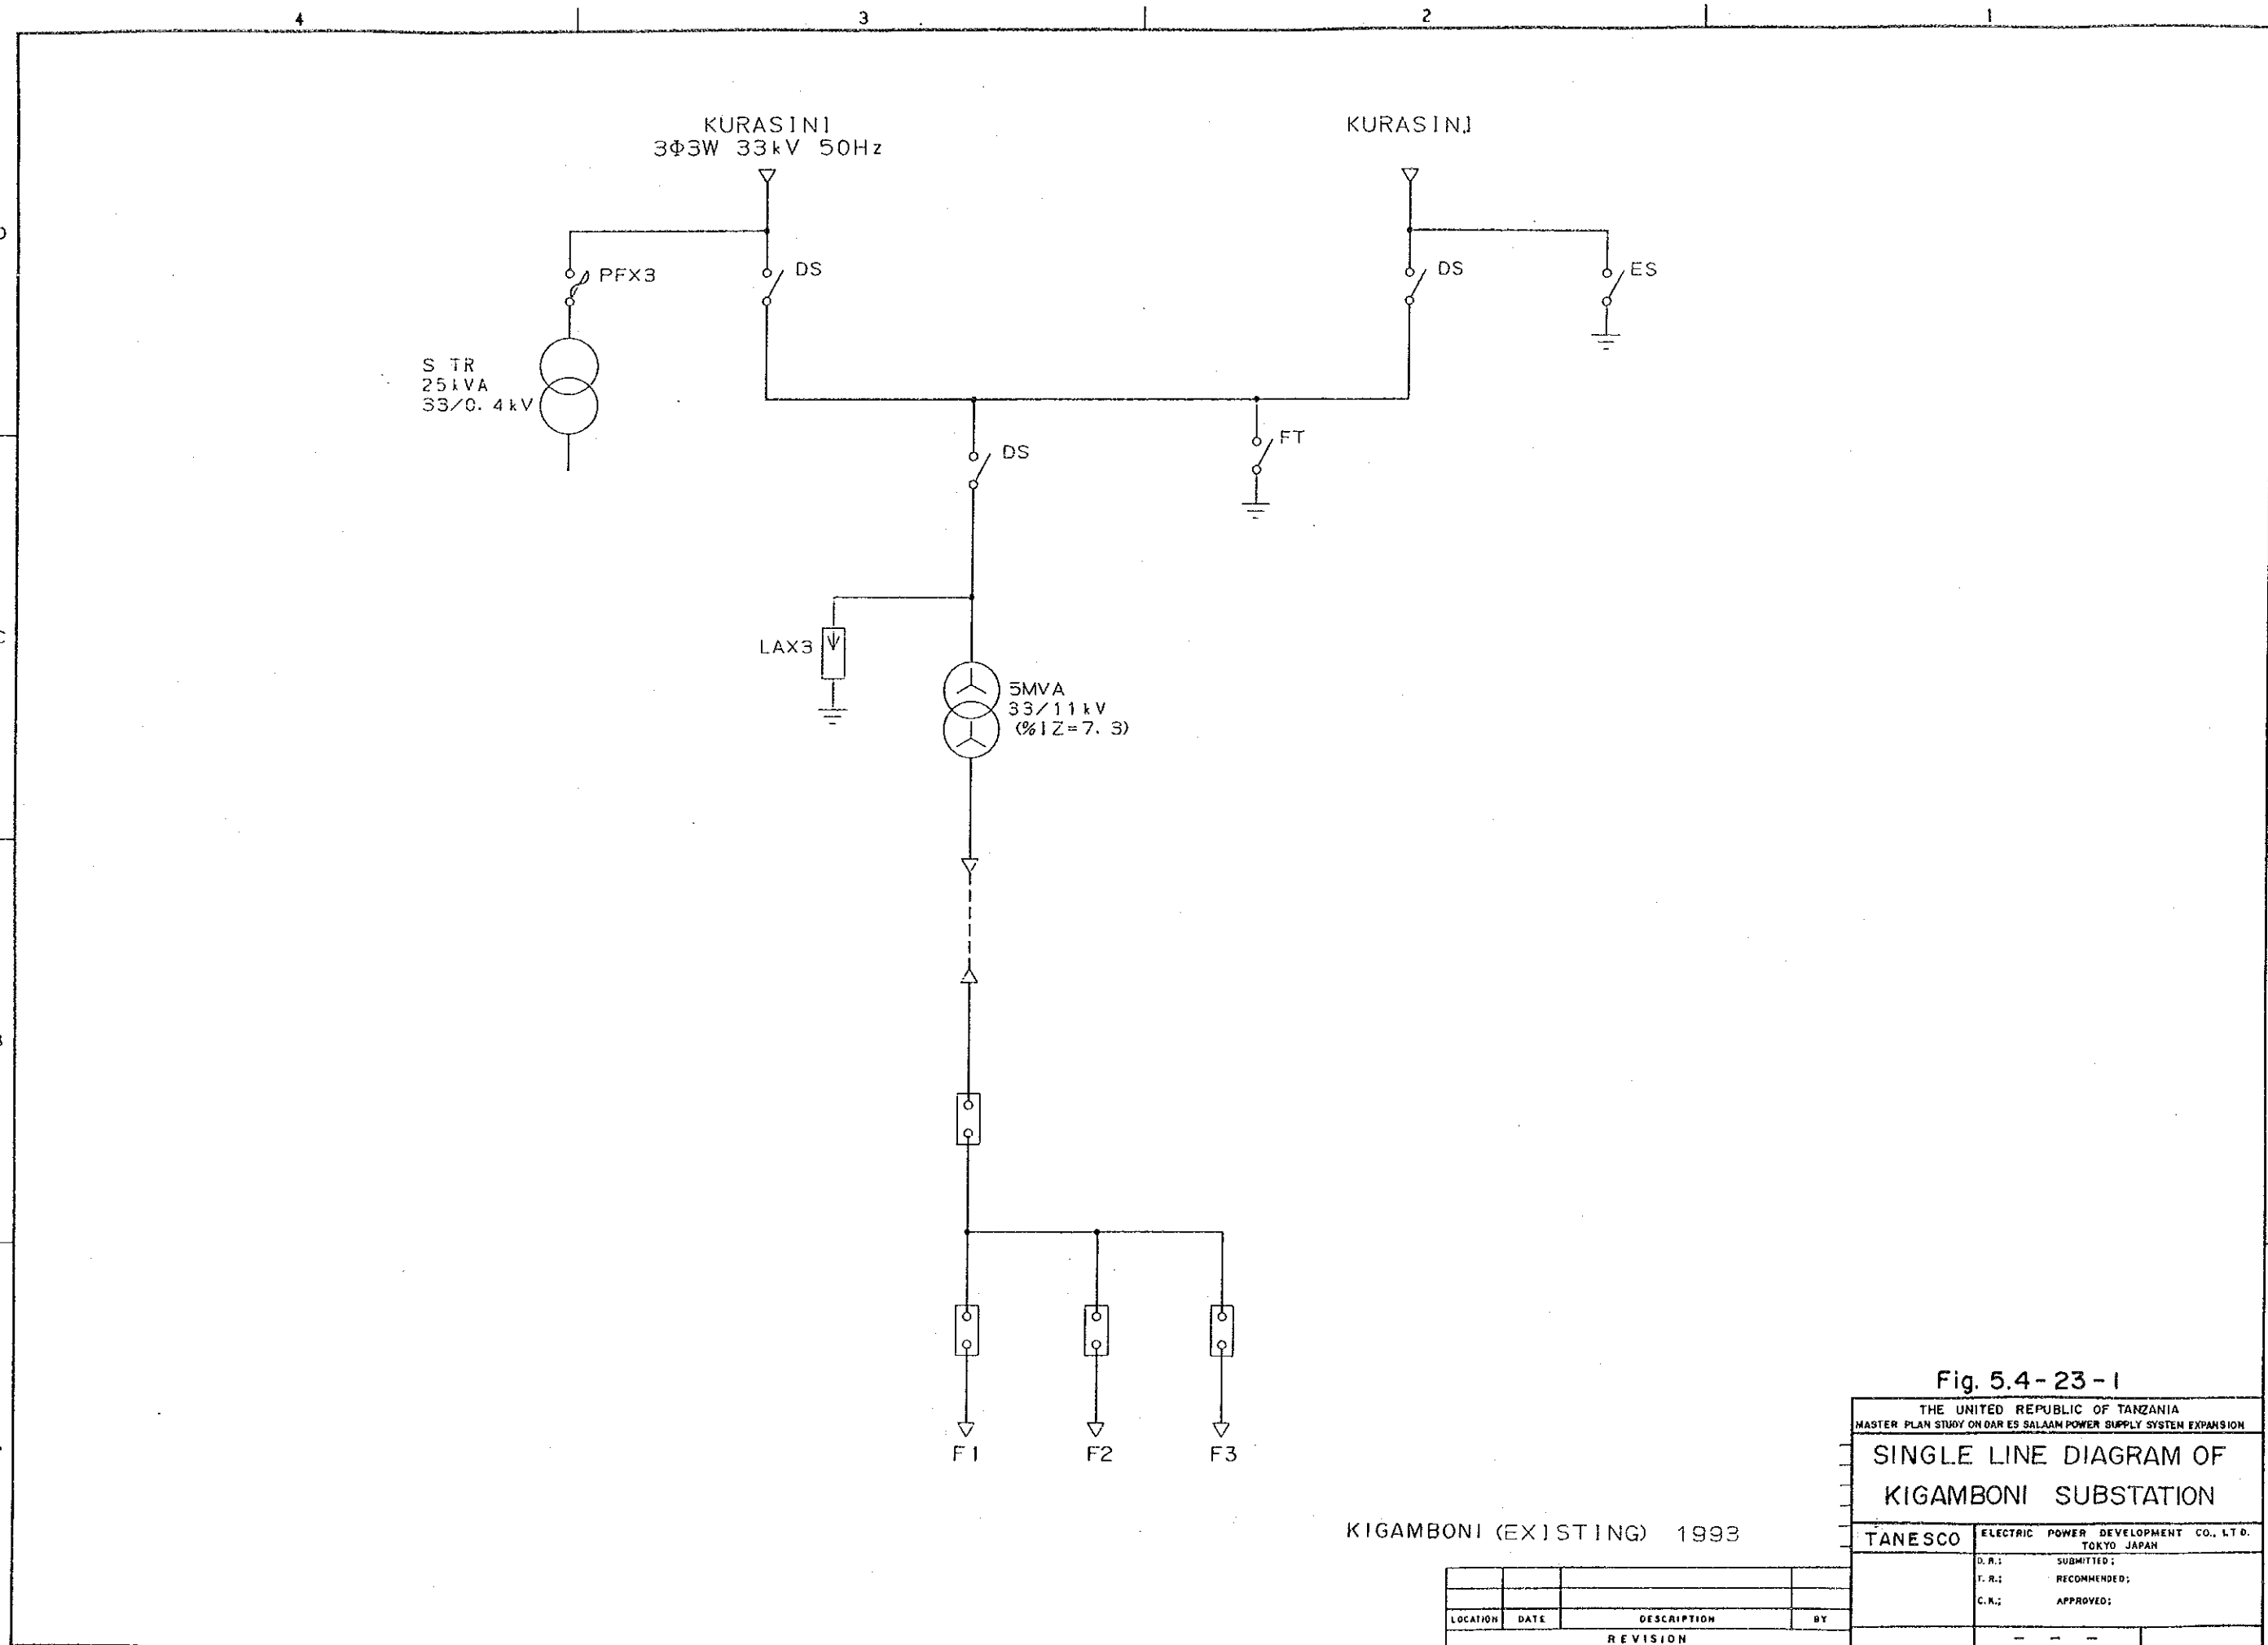 4 3 2 1
KURASINI
3Φ3W 33kV 50Hz
KURASINI
PFX3
DS
DS
ES
S TR
25kVA
33/0.4kV
DS
FT
LAX3
5MVA
33/11kV
(%IZ=7.3)
F1
F2
F3
Fig. 5.4-23-1
THE UNITED REPUBLIC OF TANZANIA
MASTER PLAN STUDY ON DAR ES SALAAM POWER SUPPLY SYSTEM EXPANSION
SINGLE LINE DIAGRAM OF
KIGAMBONI SUBSTATION
KIGAMBONI (EXISTING) 1993
TANESCO
ELECTRIC POWER DEVELOPMENT CO., LTD.
TOKYO JAPAN
D.R.; SUBMITTED;
T.R.; RECOMMENDED;
C.K.; APPROVED;
LOCATION DATE DESCRIPTION BY
REVISION